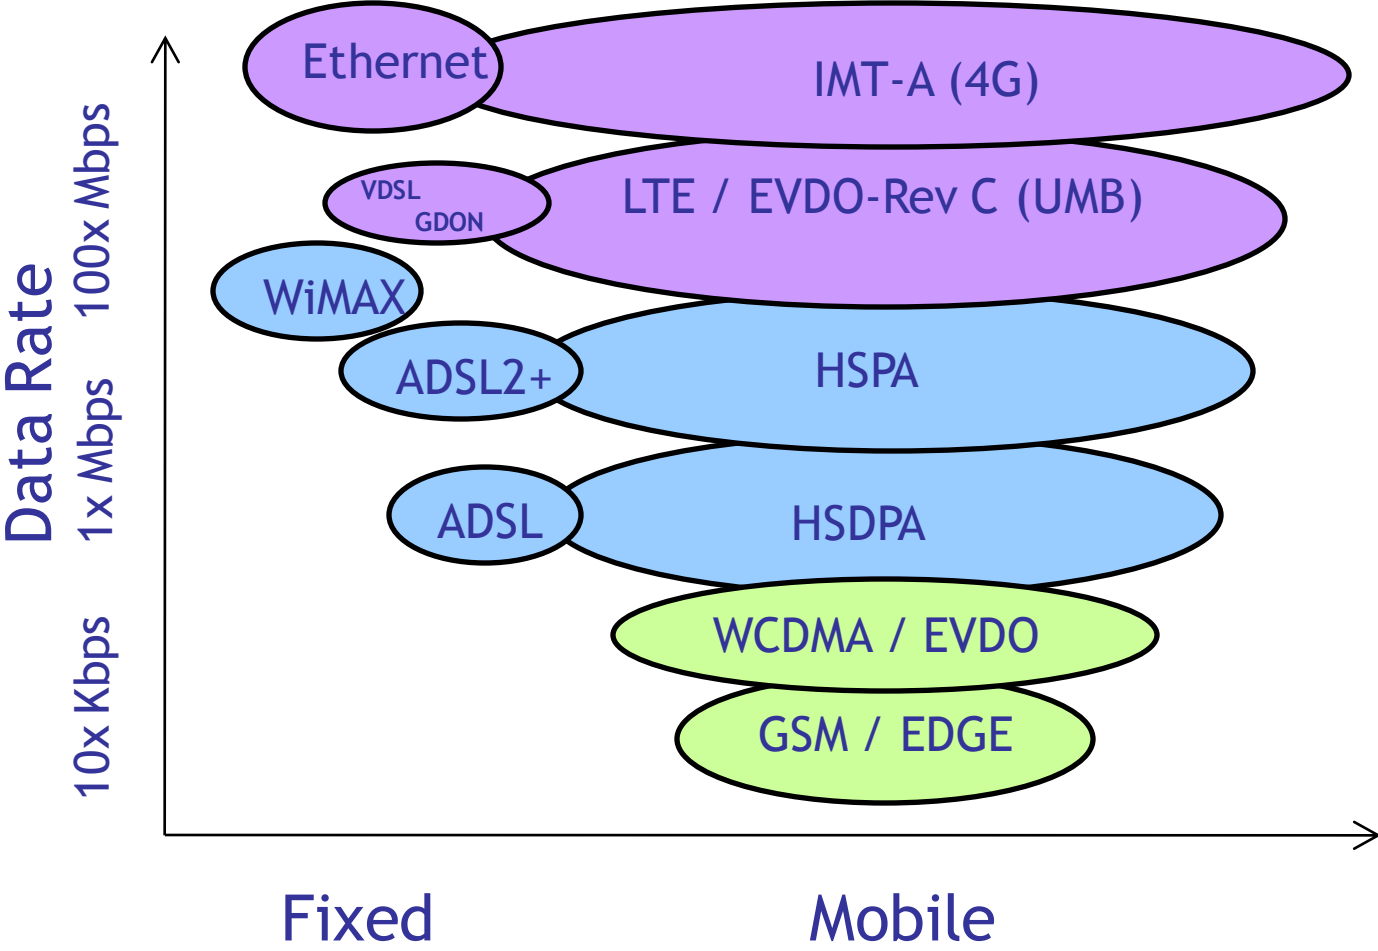 Ethernet
IMT-A (4G)
VDSL
GDON
LTE / EVDO-Rev C (UMB)
WiMAX
ADSL2+
HSPA
ADSL
HSDPA
WCDMA / EVDO
GSM / EDGE
Data Rate
100x Mbps
1x Mbps
10x Kbps
Fixed
Mobile